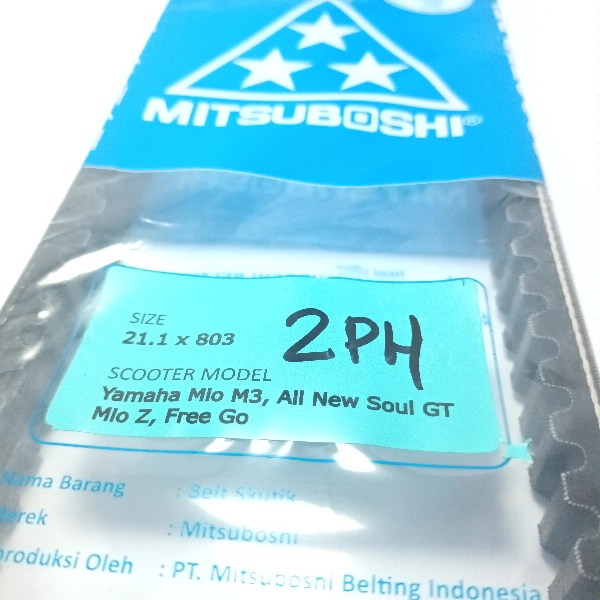 MITSUBOSHI®
SIZE
21.1 x 803
2PH
SCOOTER MODEL
Yamaha Mio M3, All New Soul GT
Mio Z, Free Go
Nama Barang : Belt Skutik
Merek : Mitsuboshi
produksi Oleh : PT. Mitsuboshi Belting Indonesia